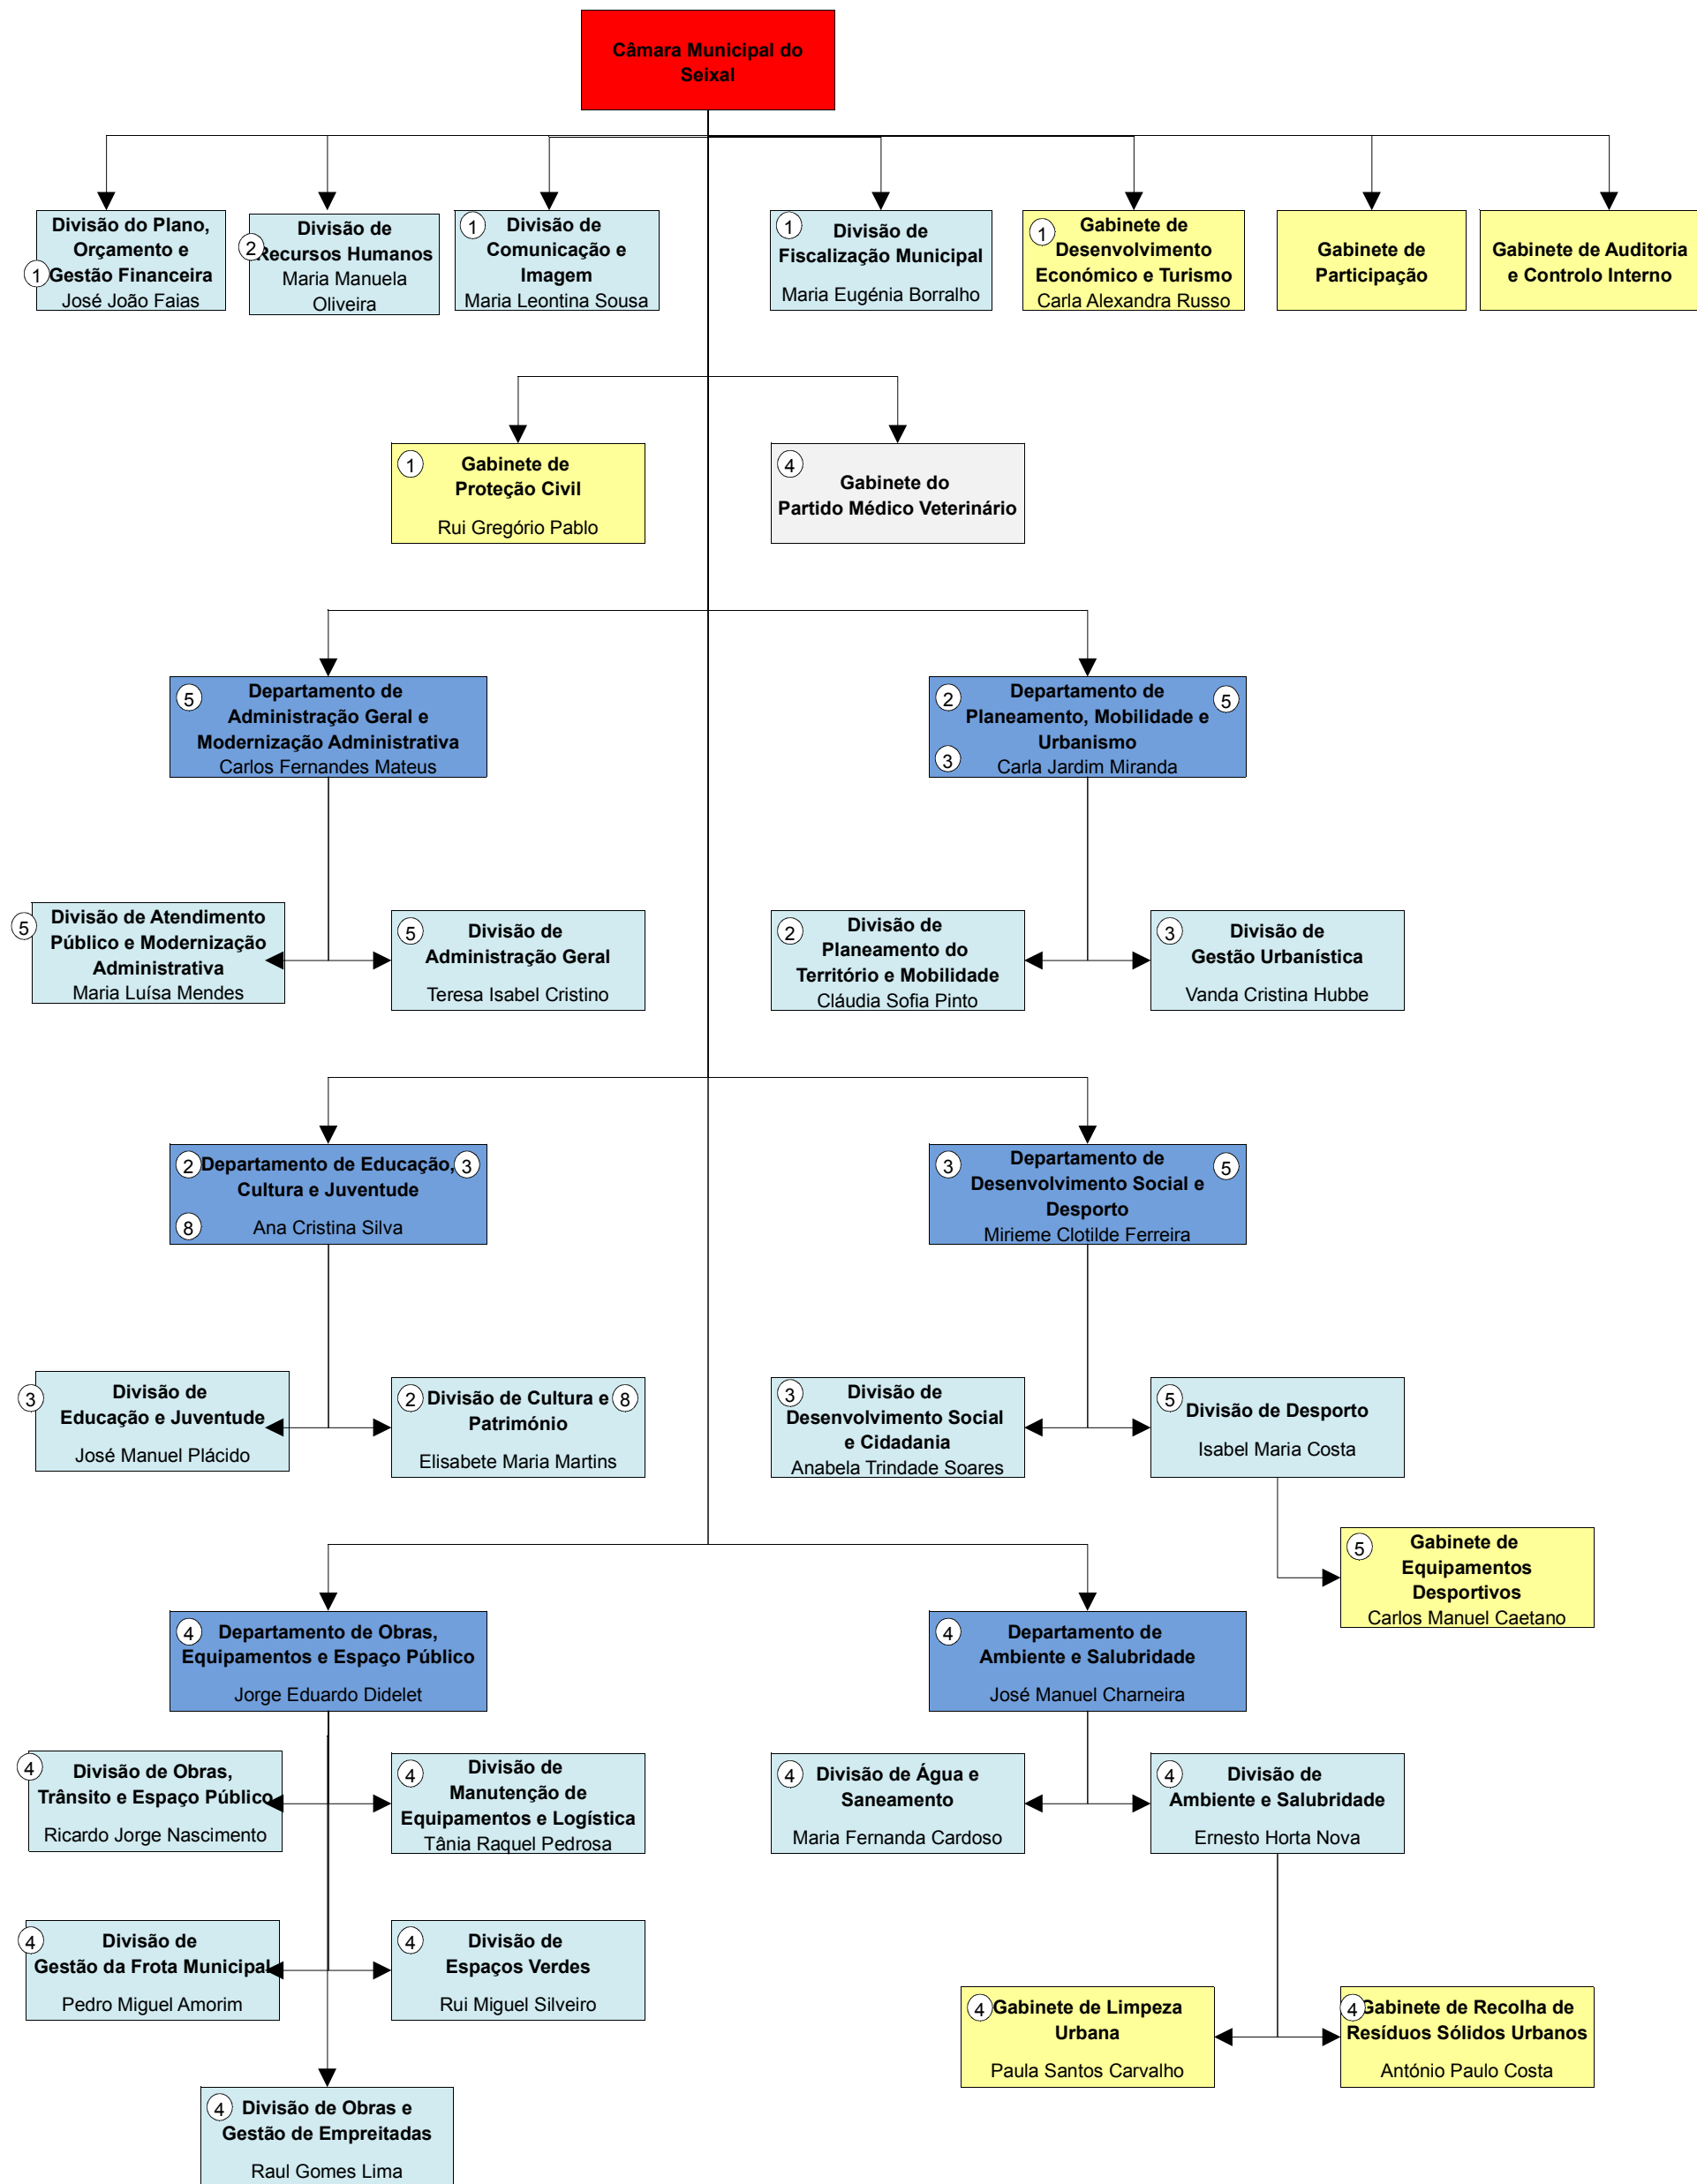 Câmara Municipal do
Seixal
Divisão do Plano,
Orçamento e
1 Gestão Financeira
José João Faias
Divisão de
2 Recursos Humanos
Maria Manuela
Oliveira
1 Divisão de
Comunicação e
Imagem
Maria Leontina Sousa
1 Divisão de
Fiscalização Municipal
Maria Eugénia Borralho
1 Gabinete de
Desenvolvimento
Económico e Turismo
Carla Alexandra Russo
Gabinete de
Participação
Gabinete de Auditoria
e Controlo Interno
1 Gabinete de
Proteção Civil
Rui Gregório Pablo
4
Gabinete do
Partido Médico Veterinário
5 Departamento de
Administração Geral e
Modernização Administrativa
Carlos Fernandes Mateus
2 Departamento de 5
Planeamento, Mobilidade e
Urbanismo
3 Carla Jardim Miranda
5 Divisão de Atendimento
Público e Modernização
Administrativa
Maria Luísa Mendes
5 Divisão de
Administração Geral
Teresa Isabel Cristino
2 Divisão de
Planeamento do
Território e Mobilidade
Cláudia Sofia Pinto
3 Divisão de
Gestão Urbanística
Vanda Cristina Hubbe
2 Departamento de Educação, 3
Cultura e Juventude
8 Ana Cristina Silva
3 Departamento de 5
Desenvolvimento Social e
Desporto
Mirieme Clotilde Ferreira
3 Divisão de
Educação e Juventude
José Manuel Plácido
2 Divisão de Cultura e 8
Património
Elisabete Maria Martins
3 Divisão de
Desenvolvimento Social
e Cidadania
Anabela Trindade Soares
5 Divisão de Desporto
Isabel Maria Costa
5 Gabinete de
Equipamentos
Desportivos
Carlos Manuel Caetano
4 Departamento de Obras,
Equipamentos e Espaço Público
Jorge Eduardo Didelet
4 Departamento de
Ambiente e Salubridade
José Manuel Charneira
4 Divisão de Obras,
Trânsito e Espaço Público
Ricardo Jorge Nascimento
4 Divisão de
Manutenção de
Equipamentos e Logística
Tânia Raquel Pedrosa
4 Divisão de Água e
Saneamento
Maria Fernanda Cardoso
4 Divisão de
Ambiente e Salubridade
Ernesto Horta Nova
4 Divisão de
Gestão da Frota Municipal
Pedro Miguel Amorim
4 Divisão de
Espaços Verdes
Rui Miguel Silveiro
4 Gabinete de Limpeza
Urbana
Paula Santos Carvalho
4 Gabinete de Recolha de
Resíduos Sólidos Urbanos
António Paulo Costa
4 Divisão de Obras e
Gestão de Empreitadas
Raul Gomes Lima